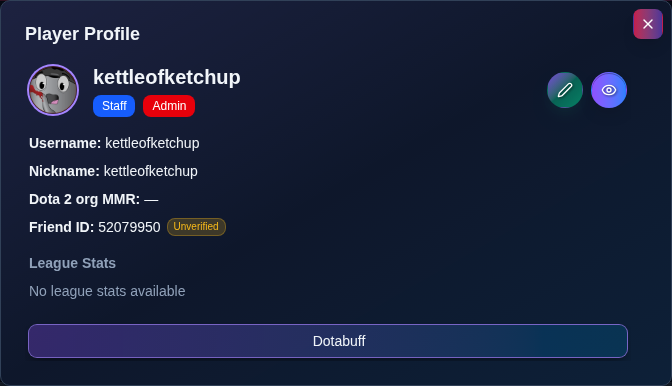 Player Profile
kettleofketchup
Staff Admin
Username: kettleofketchup
Nickname: kettleofketchup
Dota 2 org MMR: —
Friend ID: 52079950 Unverified
League Stats
No league stats available
Dotabuff